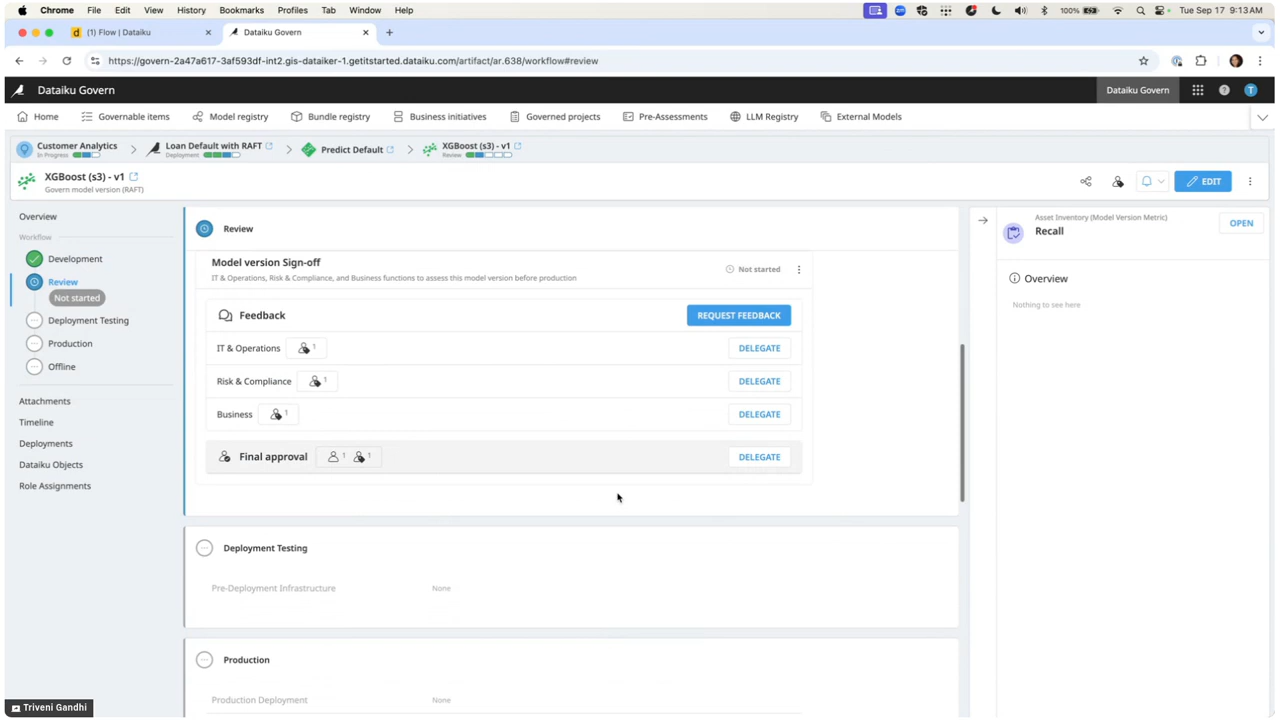 Chrome File Edit View History Bookmarks Profiles Tab Window Help 100% Tue Sep 17 9:13 AM
(1) Flow | Dataiku Dataiku Govern
https://govern-2a47a617-3af593df-int2.gis-dataiker-1.getitstarted.dataiku.com/artifact/ar.638/workflow#review
Dataiku Govern Dataiku Govern T
Home Governable items Model registry Bundle registry Business initiatives Governed projects Pre-Assessments LLM Registry External Models
Customer Analytics Loan Default with RAFT Predict Default XGBoost (s3) - v1
In Progress Deployment Review
XGBoost (s3) - v1
Govern model version (RAFT)
EDIT
Overview
Workflow
Development
Review
Not started
Deployment Testing
Production
Offline
Attachments
Timeline
Deployments
Dataiku Objects
Role Assignments
Review
Model version Sign-off
IT & Operations, Risk & Compliance, and Business functions to assess this model version before production
Not started
Feedback REQUEST FEEDBACK
IT & Operations 1 DELEGATE
Risk & Compliance 1 DELEGATE
Business 1 DELEGATE
Final approval 1 1 DELEGATE
Deployment Testing
Pre-Deployment Infrastructure None
Production
Production Deployment None
Asset Inventory (Model Version Metric)
Recall
OPEN
Overview
Nothing to see here
Triveni Gandhi